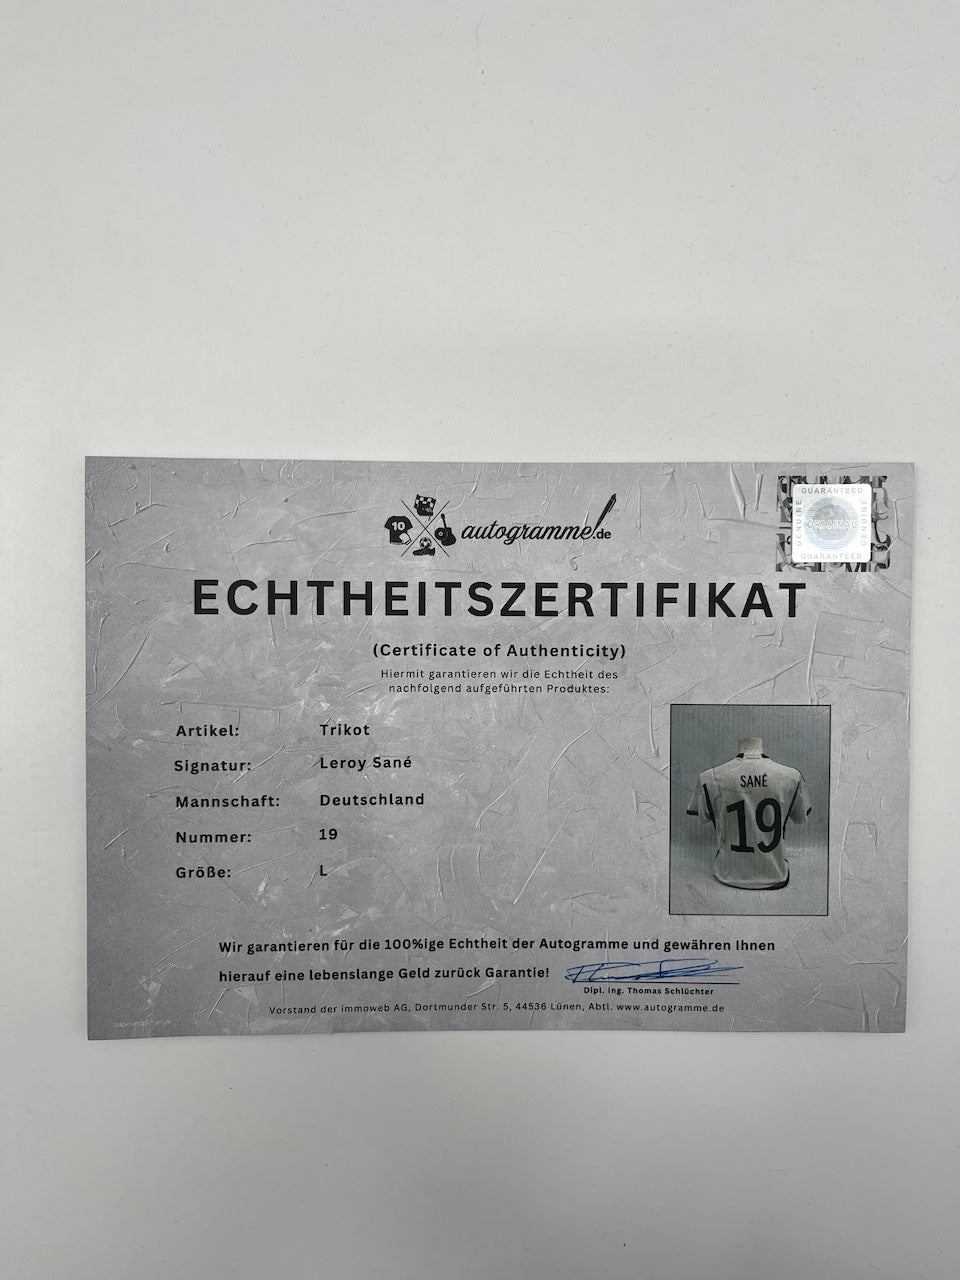 10
autogramme.de
GUARANTEED
GENUINE
ORIGINAL
GENUINE
GUARANTEED
ECHTHEITSZERTIFIKAT
(Certificate of Authenticity)
Hiermit garantieren wir die Echtheit des
nachfolgend aufgeführten Produktes:
Artikel: Trikot
Signatur: Leroy Sané
Mannschaft: Deutschland
Nummer: 19
Größe: L
SANÉ
19
Wir garantieren für die 100%ige Echtheit der Autogramme und gewähren Ihnen
hierauf eine lebenslange Geld zurück Garantie!
Dipl. Ing. Thomas Schlüchter
Vorstand der immoweb AG, Dortmunder Str. 5, 44536 Lünen, Abtl. www.autogramme.de